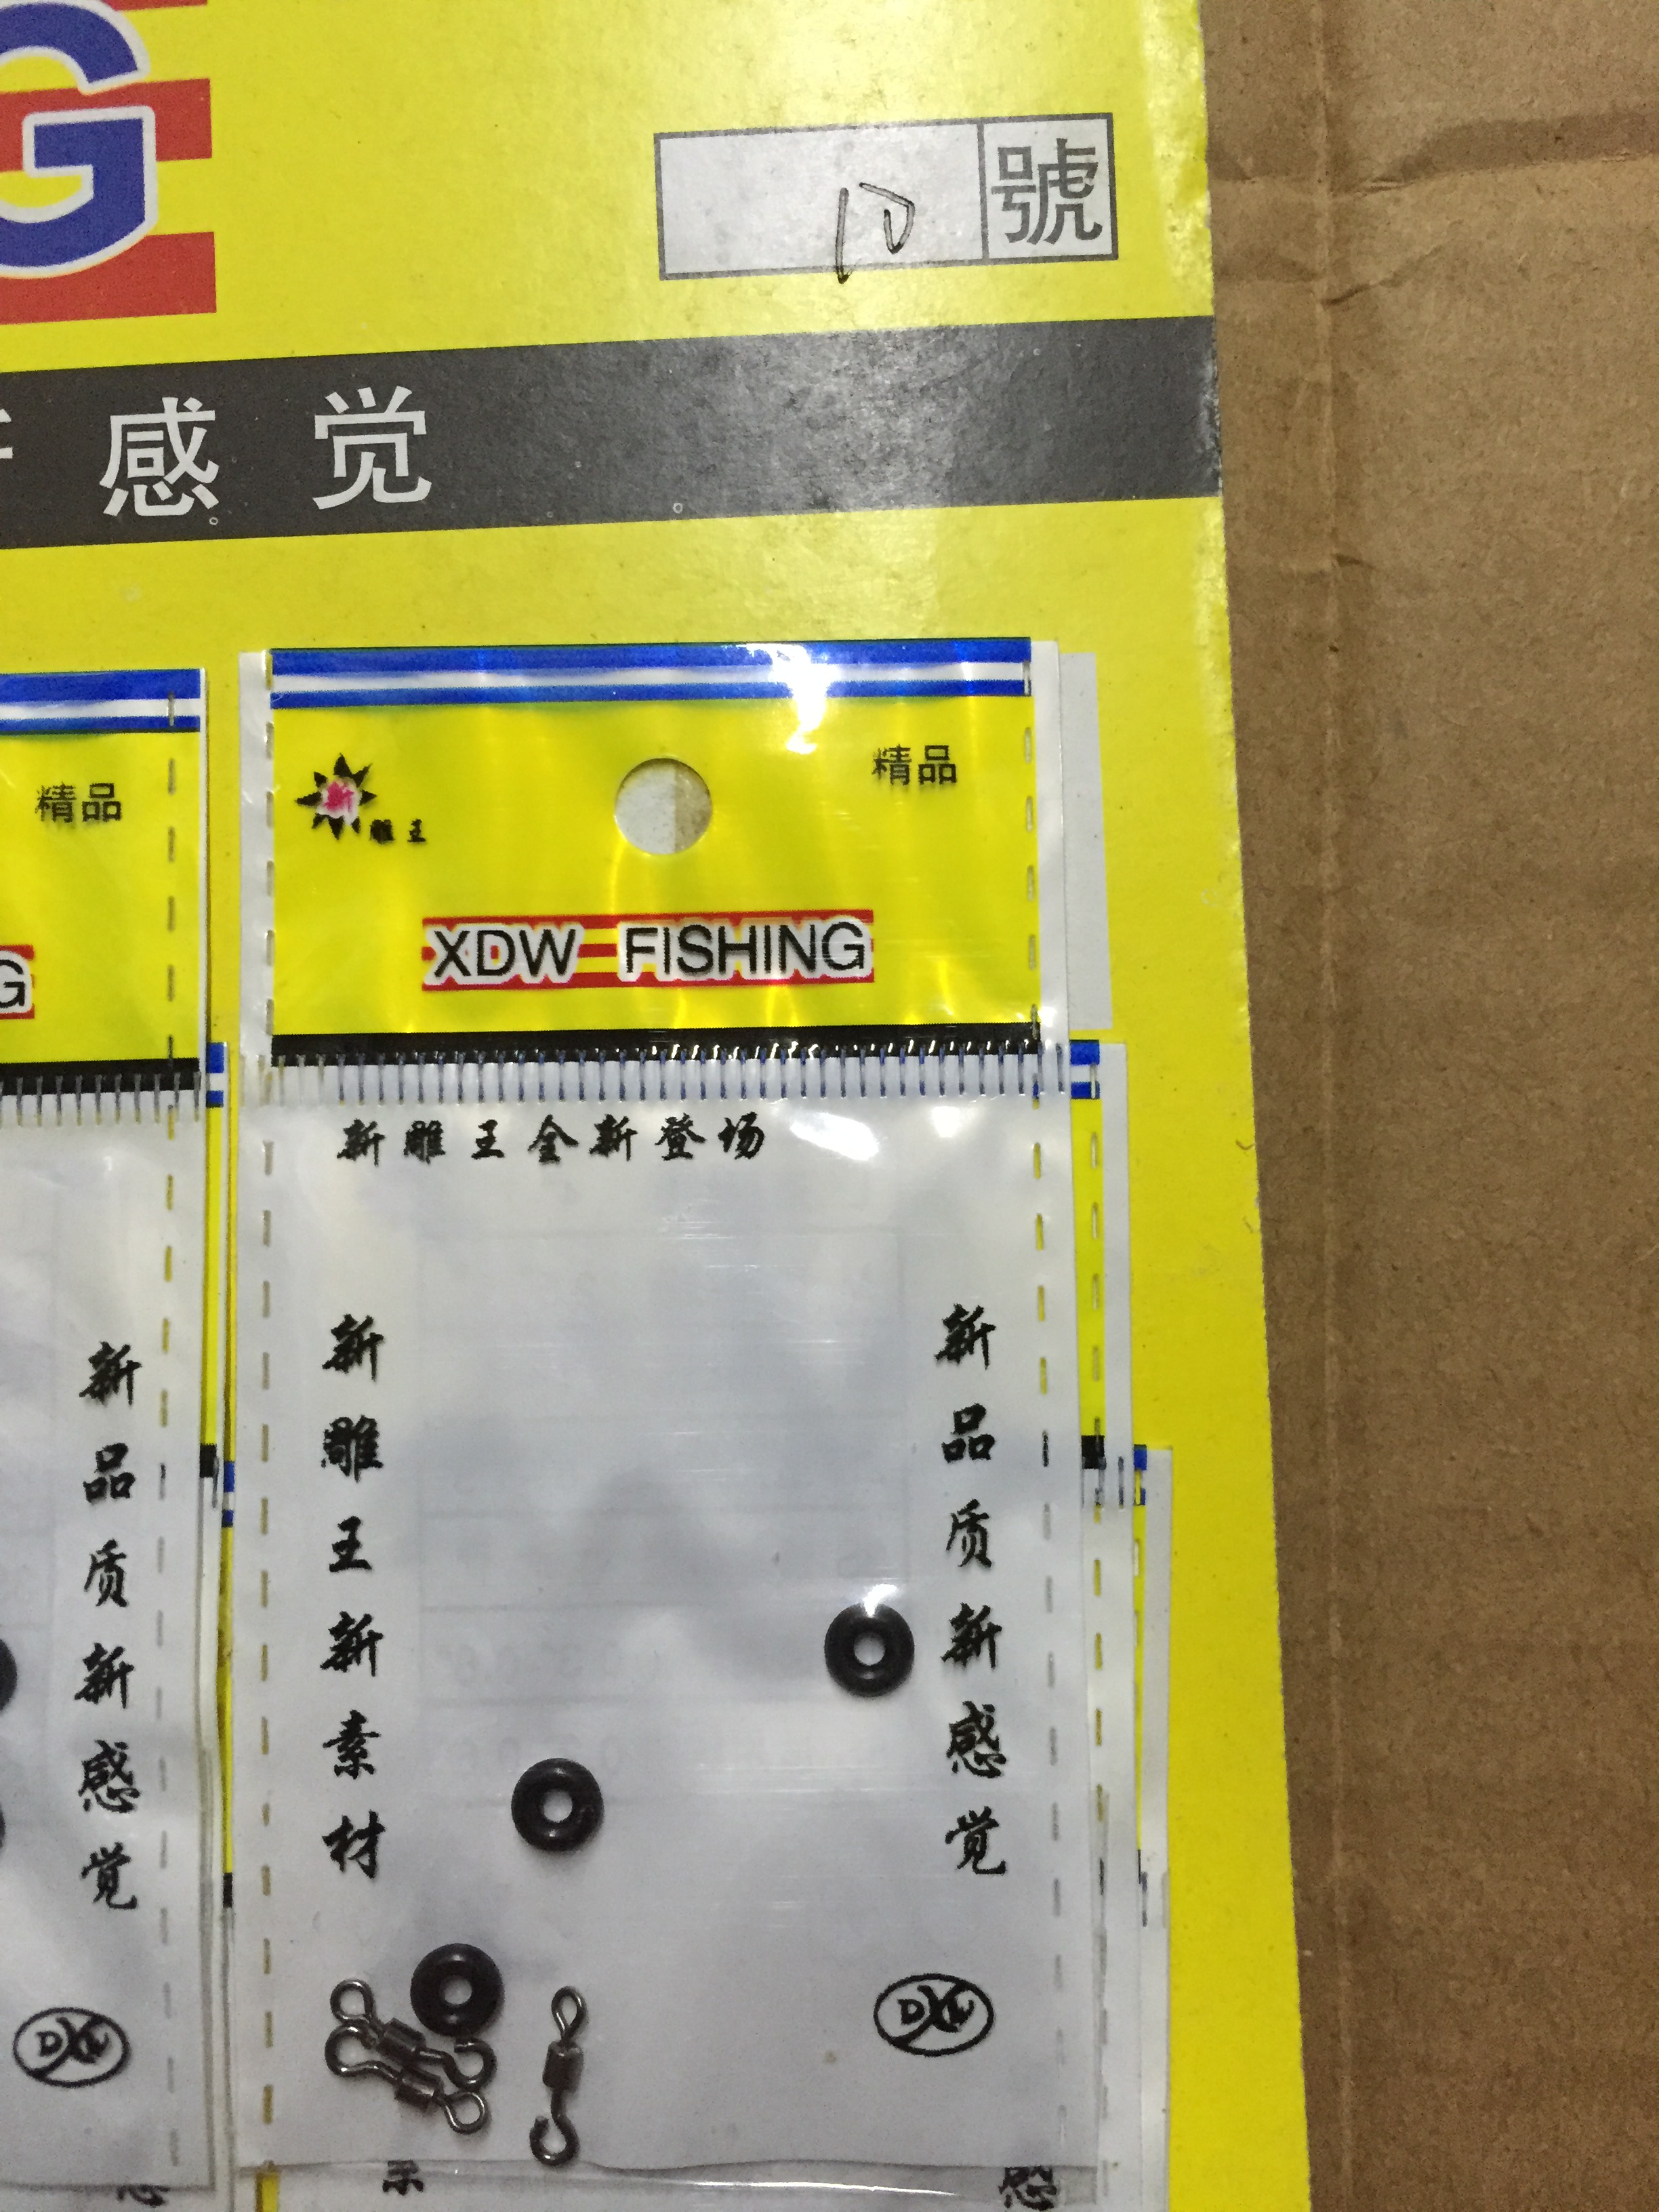 G
10 號
感觉
精品
新
雕王
精品
XDW FISHING
G
新雕王全新登场
新品质新感觉
新雕王新素材
新品质新感觉
DXW
DXW
感